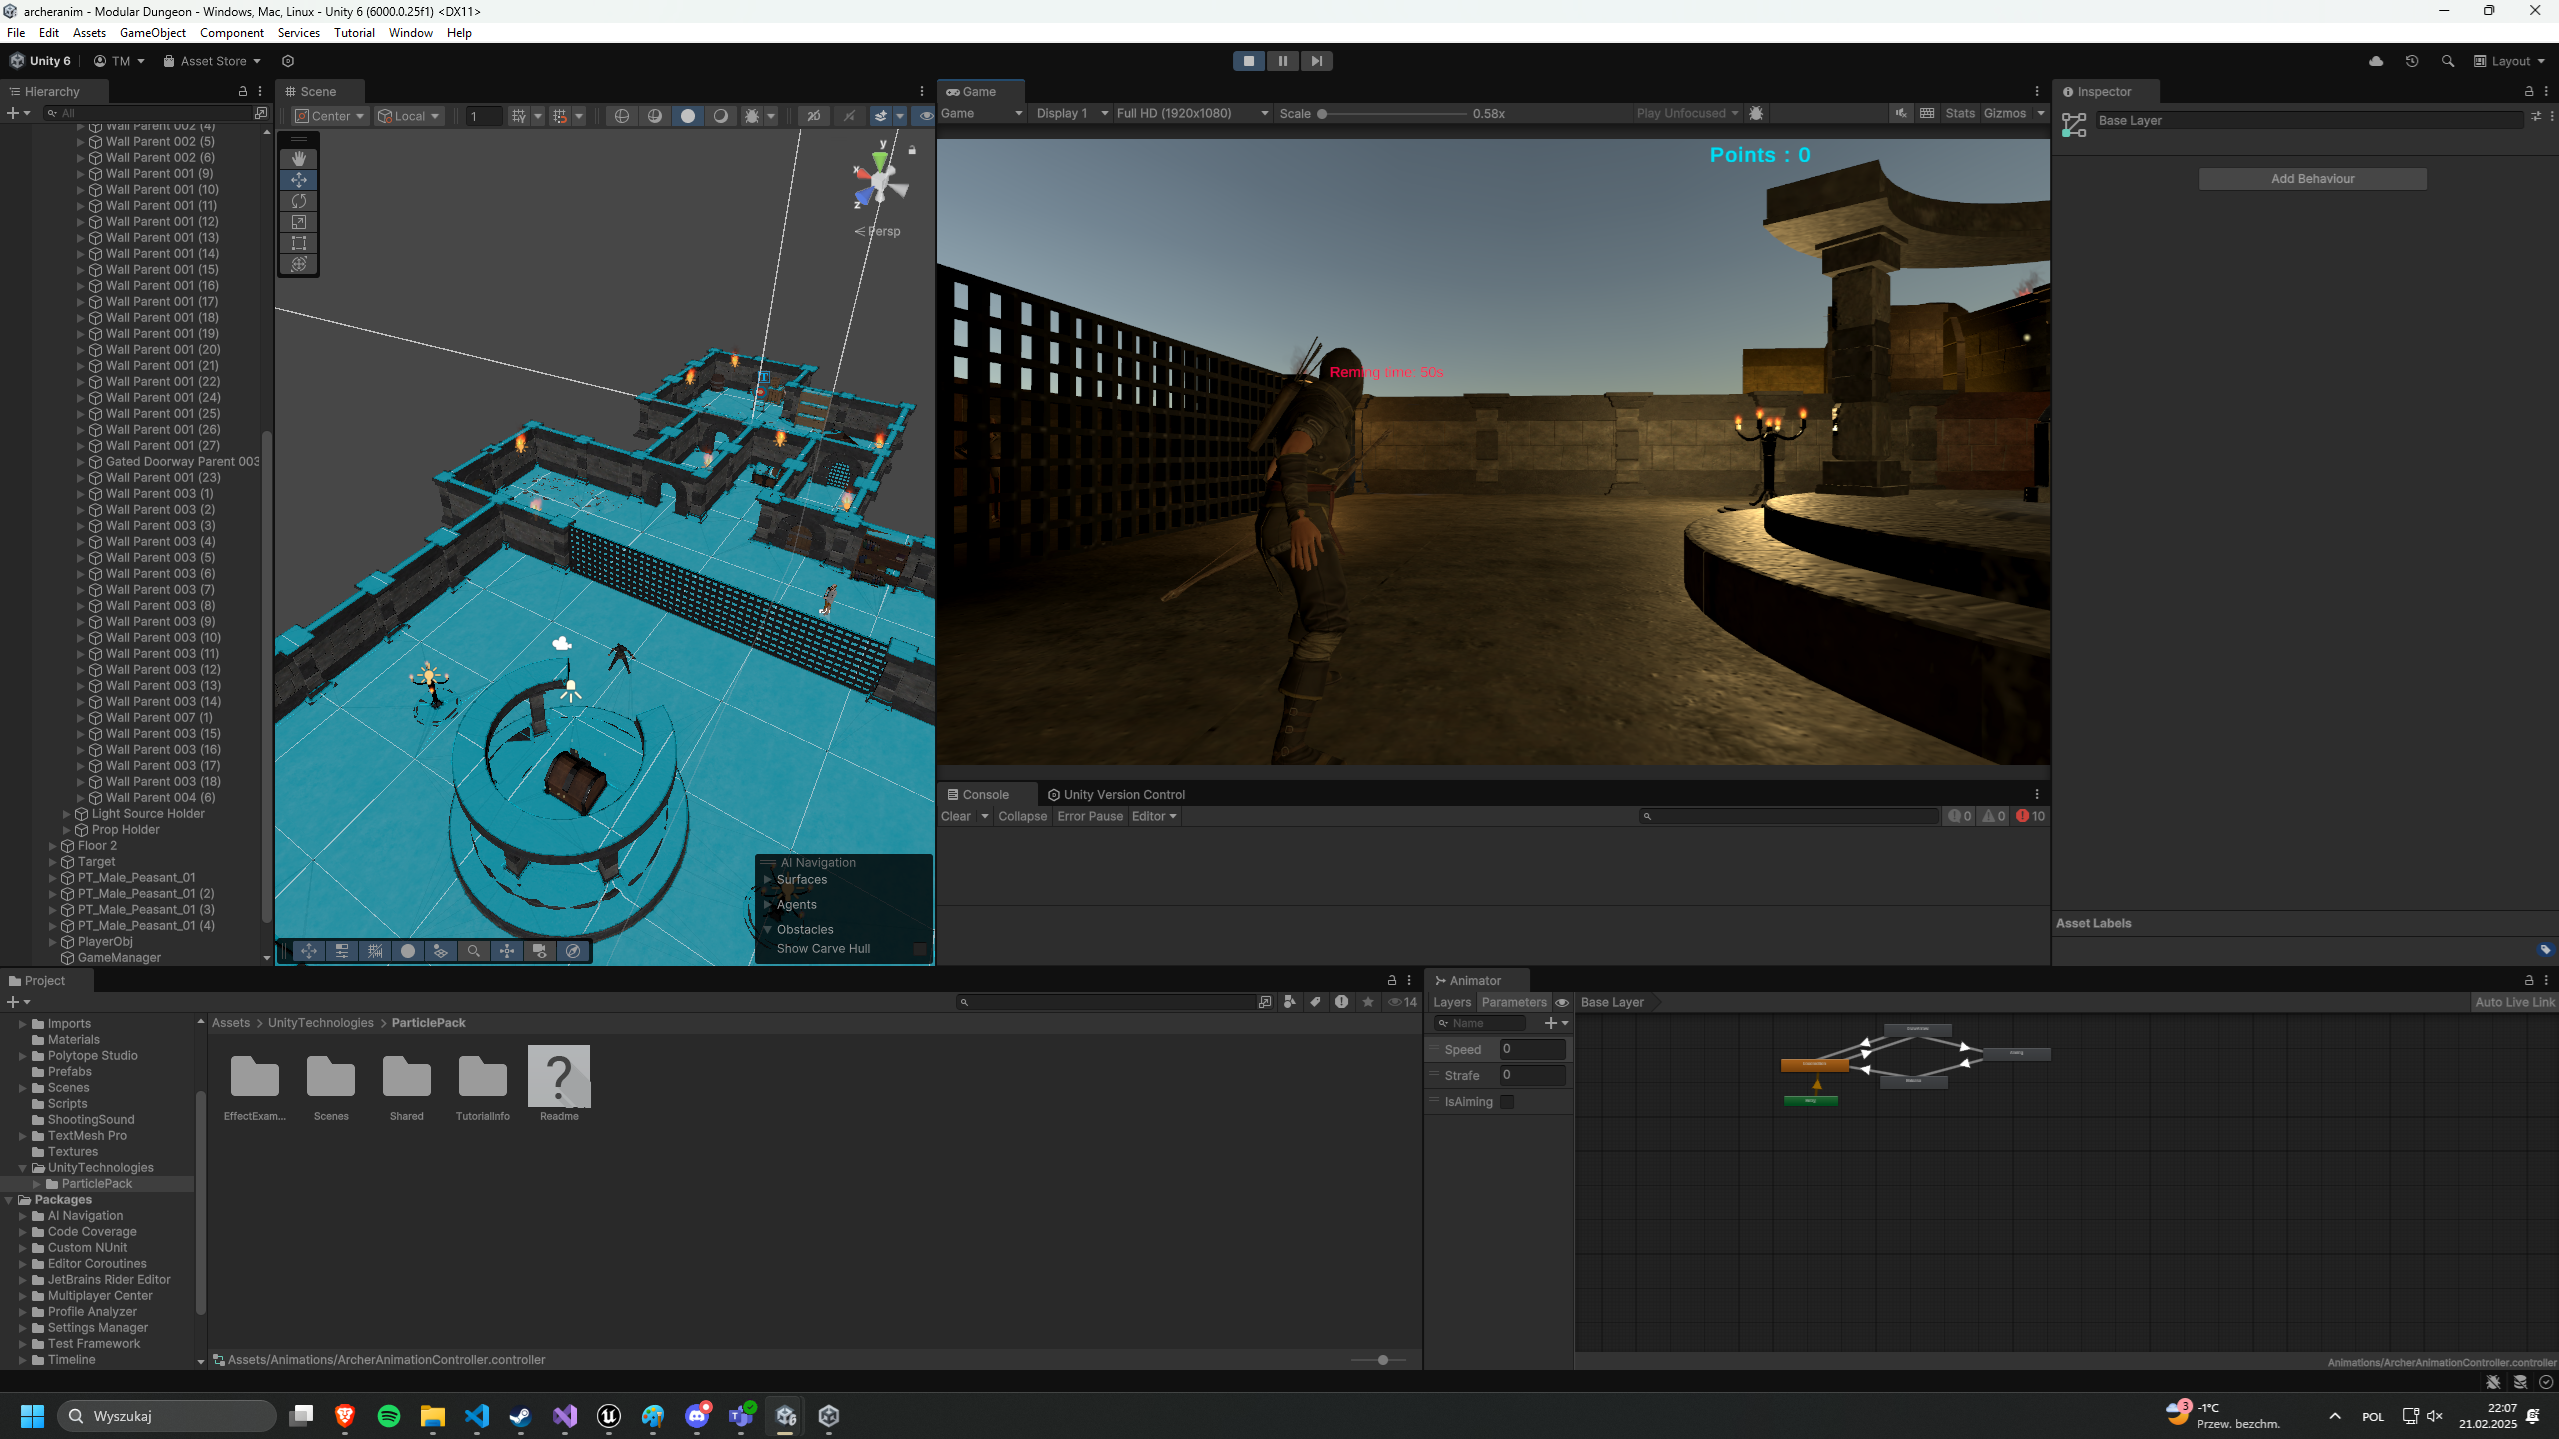 archeranim - Modular Dungeon - Windows, Mac, Linux - Unity 6 (6000.0.25f1) <DX11>
File Edit Assets GameObject Component Services Tutorial Window Help
Unity 6 TM Asset Store Layout
Hierarchy
All
Wall Parent 002 (4)
Wall Parent 002 (5)
Wall Parent 002 (6)
Wall Parent 001 (9)
Wall Parent 001 (10)
Wall Parent 001 (11)
Wall Parent 001 (12)
Wall Parent 001 (13)
Wall Parent 001 (14)
Wall Parent 001 (15)
Wall Parent 001 (16)
Wall Parent 001 (17)
Wall Parent 001 (18)
Wall Parent 001 (19)
Wall Parent 001 (20)
Wall Parent 001 (21)
Wall Parent 001 (22)
Wall Parent 001 (24)
Wall Parent 001 (25)
Wall Parent 001 (26)
Wall Parent 001 (27)
Gated Doorway Parent 003
Wall Parent 001 (23)
Wall Parent 003 (1)
Wall Parent 003 (2)
Wall Parent 003 (3)
Wall Parent 003 (4)
Wall Parent 003 (5)
Wall Parent 003 (6)
Wall Parent 003 (7)
Wall Parent 003 (8)
Wall Parent 003 (9)
Wall Parent 003 (10)
Wall Parent 003 (11)
Wall Parent 003 (12)
Wall Parent 003 (13)
Wall Parent 003 (14)
Wall Parent 007 (1)
Wall Parent 003 (15)
Wall Parent 003 (16)
Wall Parent 003 (17)
Wall Parent 003 (18)
Wall Parent 004 (6)
Light Source Holder
Prop Holder
Floor 2
Target
PT_Male_Peasant_01
PT_Male_Peasant_01 (2)
PT_Male_Peasant_01 (3)
PT_Male_Peasant_01 (4)
PlayerObj
GameManager
Scene
Center Local 1 2D
y
x
z
Persp
AI Navigation
Surfaces
Agents
Obstacles
Show Carve Hull
Game
Game Display 1 Full HD (1920x1080) Scale 0.58x Play Unfocused Stats Gizmos
Points : 0
Reming time: 50s
Console Unity Version Control
Clear Collapse Error Pause Editor 0 0 10
Inspector
Base Layer
Add Behaviour
Asset Labels
Project
14
Imports
Materials
Polytope Studio
Prefabs
Scenes
Scripts
ShootingSound
TextMesh Pro
Textures
UnityTechnologies
ParticlePack
Packages
AI Navigation
Code Coverage
Custom NUnit
Editor Coroutines
JetBrains Rider Editor
Multiplayer Center
Profile Analyzer
Settings Manager
Test Framework
Timeline
Assets > UnityTechnologies > ParticlePack
EffectExam... Scenes Shared TutorialInfo Readme
Assets/Animations/ArcherAnimationController.controller
Animator
Layers Parameters Base Layer Auto Live Link
Name
Speed 0
Strafe 0
IsAiming
Animations/ArcherAnimationController.controller
Wyszukaj
3
-1°C
Przew. bezchm.
POL
22:07
21.02.2025